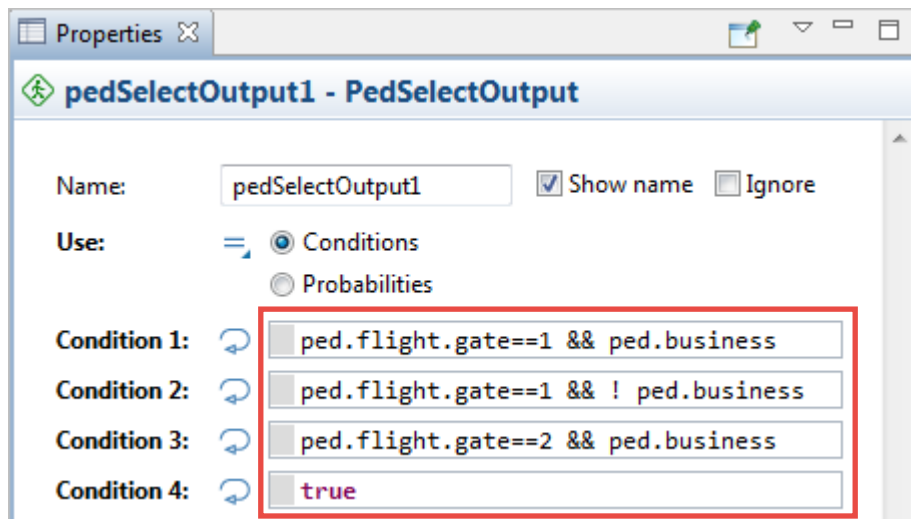 Properties
pedSelectOutput1 - PedSelectOutput
Name: pedSelectOutput1 Show name Ignore
Use: Conditions
Probabilities
Condition 1: ped.flight.gate==1 && ped.business
Condition 2: ped.flight.gate==1 && ! ped.business
Condition 3: ped.flight.gate==2 && ped.business
Condition 4: true